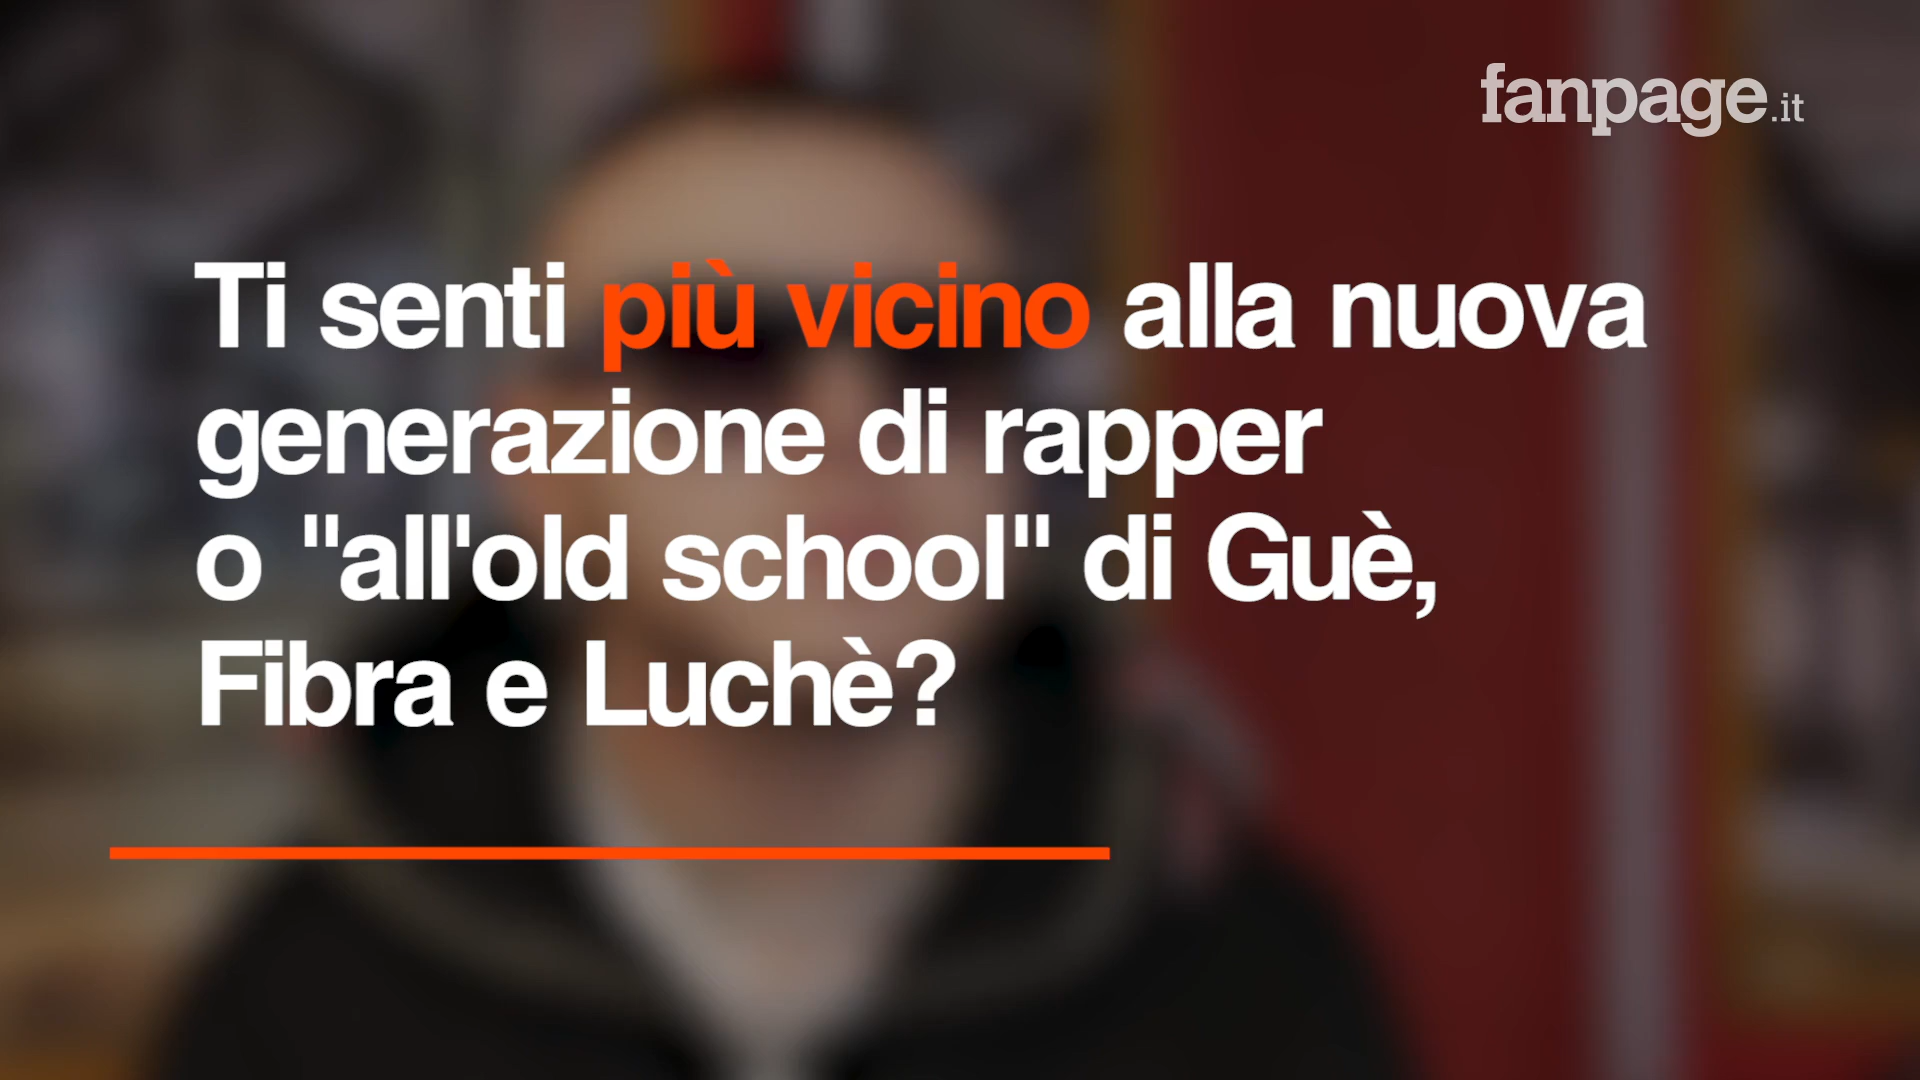 fanpage.it
Ti senti più vicino alla nuova
generazione di rapper
o "all'old school" di Guè,
Fibra e Luchè?